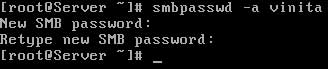 [root@Server ~]# smbpasswd -a vinita
New SMB password:
Retype new SMB password:
[root@Server ~]# _